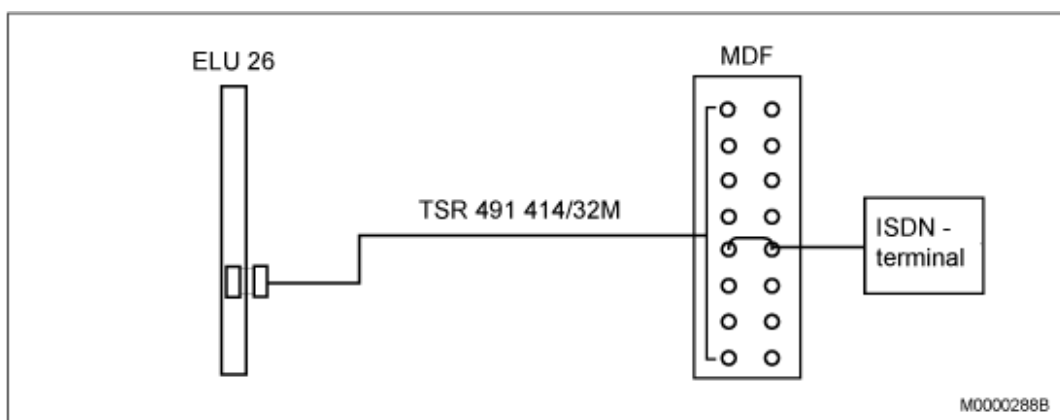 ELU 26
MDF
TSR 491 414/32M
ISDN -
terminal
M0000288B